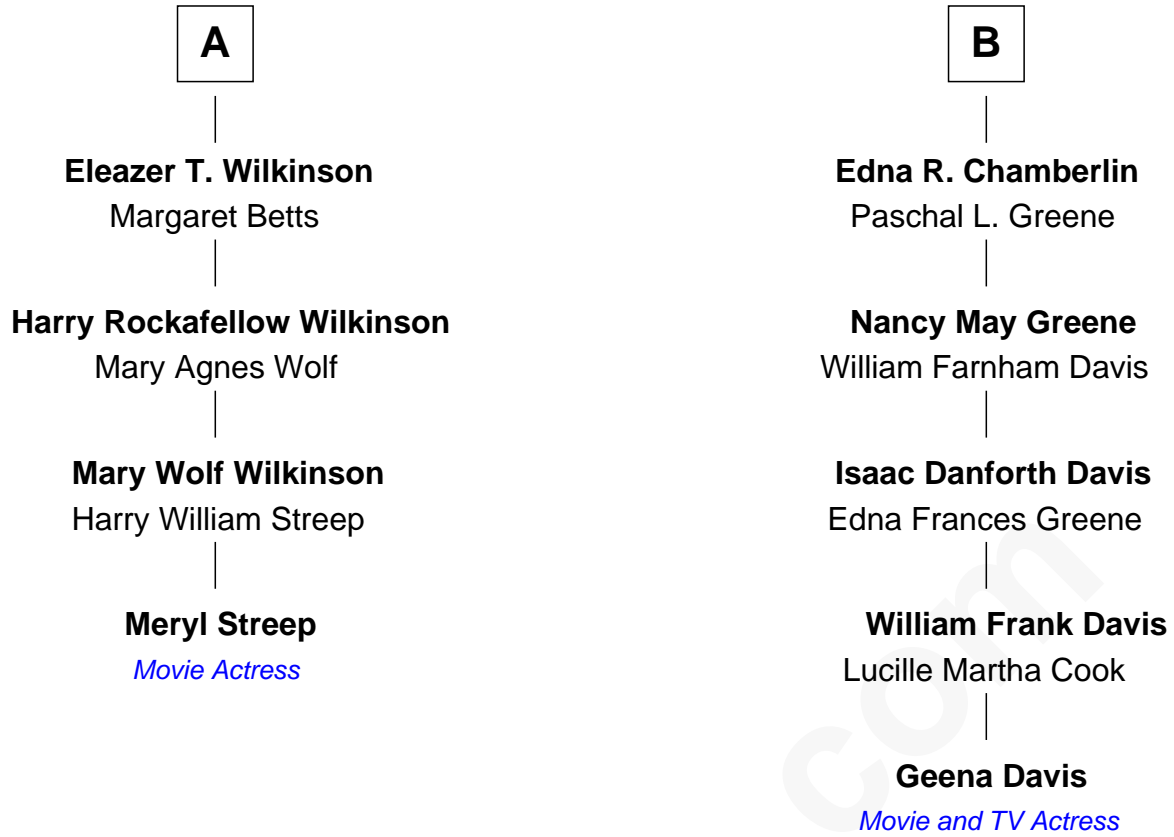 A
Eleazer T. Wilkinson
Margaret Betts
Harry Rockafellow Wilkinson
Mary Agnes Wolf
Mary Wolf Wilkinson
Harry William Streep
Meryl Streep
Movie Actress
B
Edna R. Chamberlin
Paschal L. Greene
Nancy May Greene
William Farnham Davis
Isaac Danforth Davis
Edna Frances Greene
William Frank Davis
Lucille Martha Cook
Geena Davis
Movie and TV Actress
com